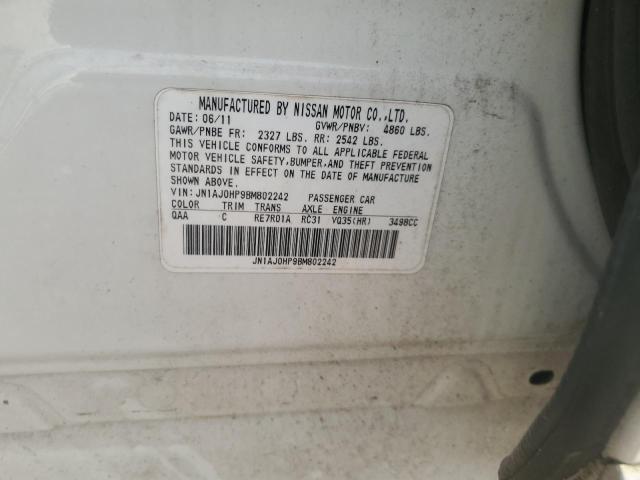 MANUFACTURED BY NISSAN MOTOR CO.,LTD.
DATE: 06/11 GVWR/PNBV: 4860 LBS.
GAWR/PNBE FR: 2327 LBS. RR: 2542 LBS.
THIS VEHICLE CONFORMS TO ALL APPLICABLE FEDERAL
MOTOR VEHICLE SAFETY,BUMPER,AND THEFT PREVENTION
STANDARDS IN EFFECT ON THE DATE OF MANUFACTURE
SHOWN ABOVE.
VIN: JN1AJ0HP9BM802242 PASSENGER CAR
COLOR TRIM TRANS AXLE ENGINE
QAA C RE7R01A RC31 VQ35(HR) 3498CC
JN1AJ0HP9BM802242